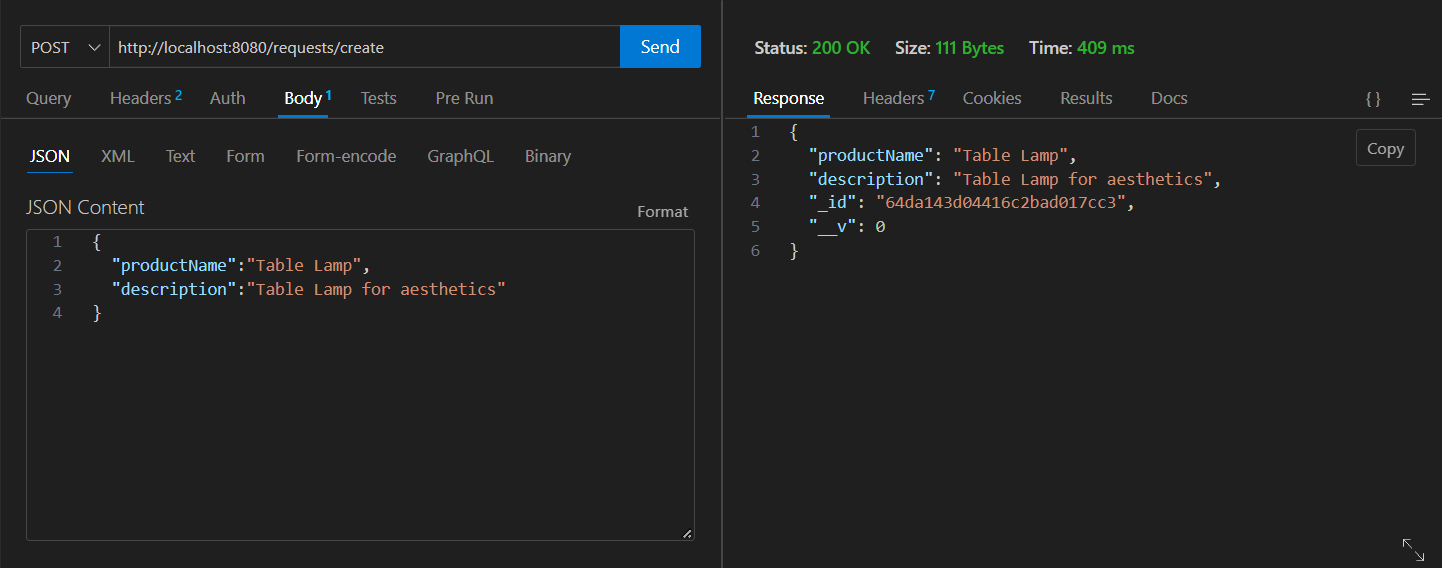 POST http://localhost:8080/requests/create Send
Query Headers 2 Auth Body 1 Tests Pre Run
JSON XML Text Form Form-encode GraphQL Binary
JSON Content Format
1 {
2 "productName":"Table Lamp",
3 "description":"Table Lamp for aesthetics"
4 }
Status: 200 OK Size: 111 Bytes Time: 409 ms
Response Headers 7 Cookies Results Docs { }
Copy
1 {
2 "productName": "Table Lamp",
3 "description": "Table Lamp for aesthetics",
4 "_id": "64da143d04416c2bad017cc3",
5 "__v": 0
6 }